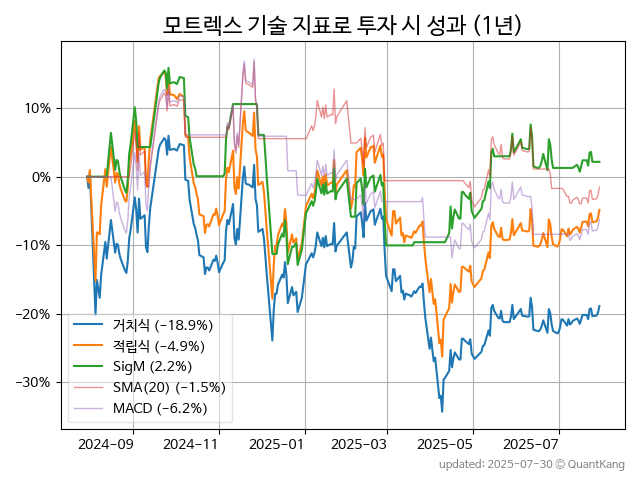 모트렉스 기술 지표로 투자 시 성과 (1년)
10%
0%
−10%
−20%
−30%
거치식 (−18.9%)
적립식 (−4.9%)
SigM (2.2%)
SMA(20) (−1.5%)
MACD (−6.2%)
2024-09
2024-11
2025-01
2025-03
2025-05
2025-07
updated: 2025-07-30 © QuantKang